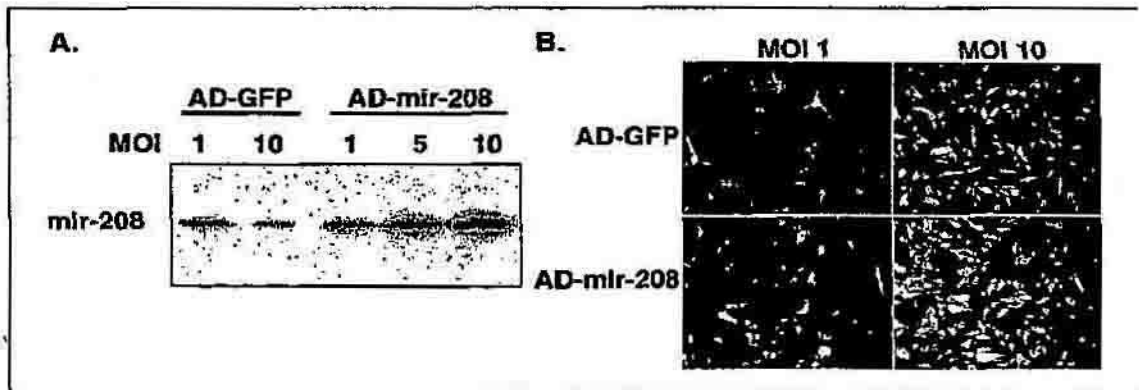 A.
AD-GFP AD-mir-208
MOI 1 10 1 5 10
mir-208
B.
MOI 1 MOI 10
AD-GFP
AD-mir-208